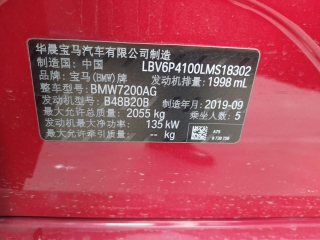 华晨宝马汽车有限公司制造
制造国：中国 LBV6P4100LMS18302
品牌：宝马(BMW)牌 发动机排量：1998 mL
整车型号：BMW7200AG
发动机型号：B48B20B 制造年月：2019-09
最大允许总质量：2055 kg 乘坐人数：5
发动机最大净功率：135 kW
最大允许牵引质量：-- kg